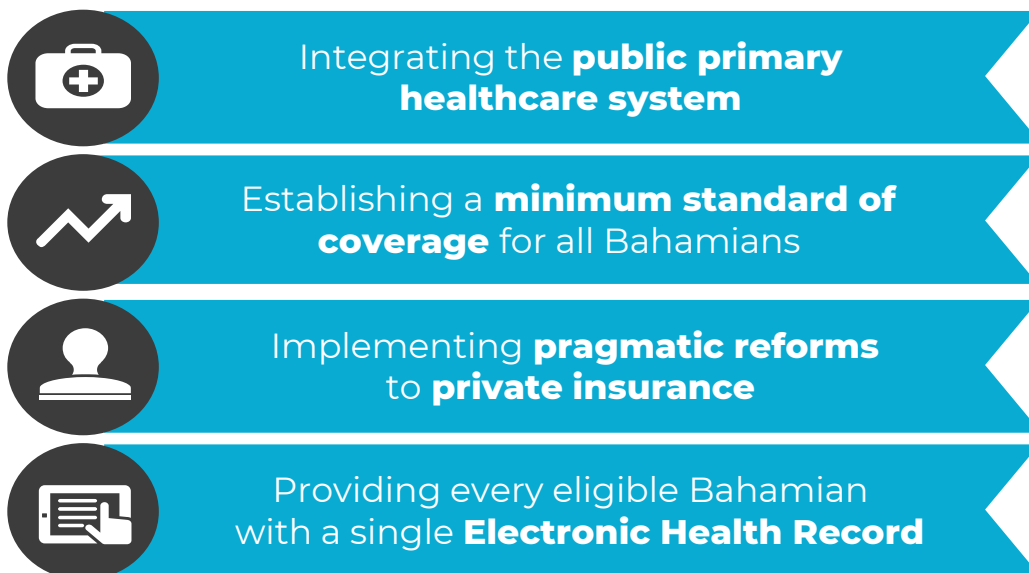 Integrating the public primary
healthcare system
Establishing a minimum standard of
coverage for all Bahamians
Implementing pragmatic reforms
to private insurance
Providing every eligible Bahamian
with a single Electronic Health Record